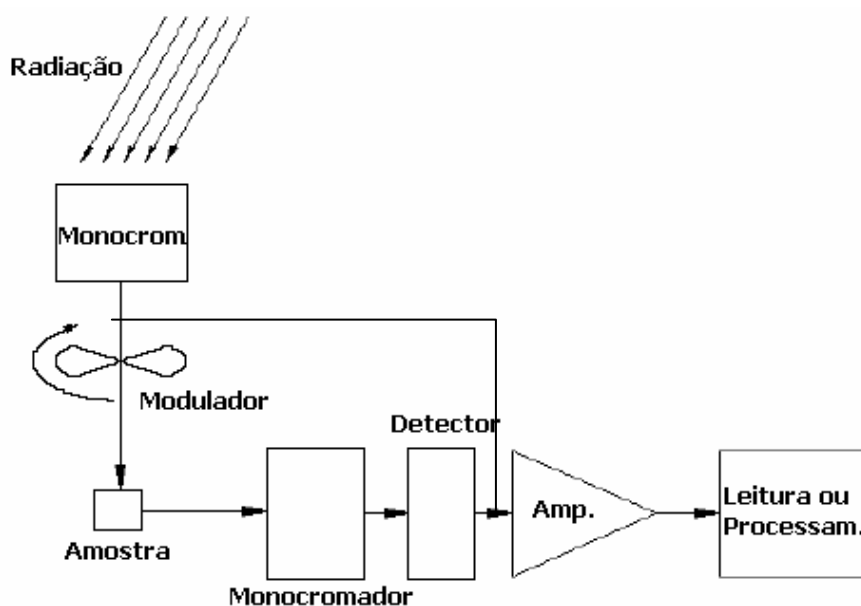 Radiação
Monocrom.
Modulador
Detector
Amp.
Leitura ou
Processam.
Amostra
Monocromador